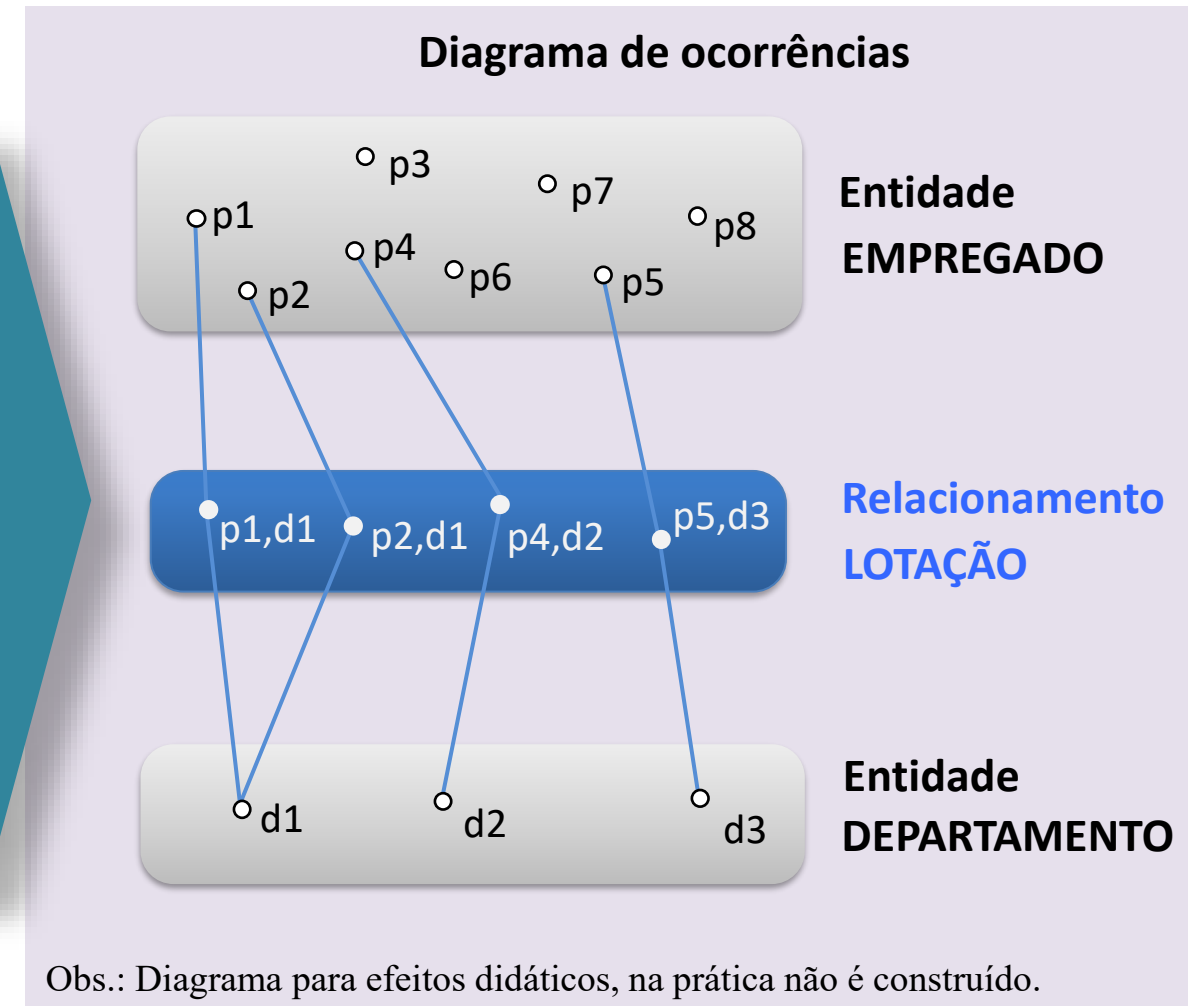 Diagrama de ocorrências
p3
p7
p1
p8
p4
p6
p5
p2
Entidade
EMPREGADO
p1,d1
p2,d1
p4,d2
p5,d3
Relacionamento
LOTAÇÃO
d1
d2
d3
Entidade
DEPARTAMENTO
Obs.: Diagrama para efeitos didáticos, na prática não é construído.